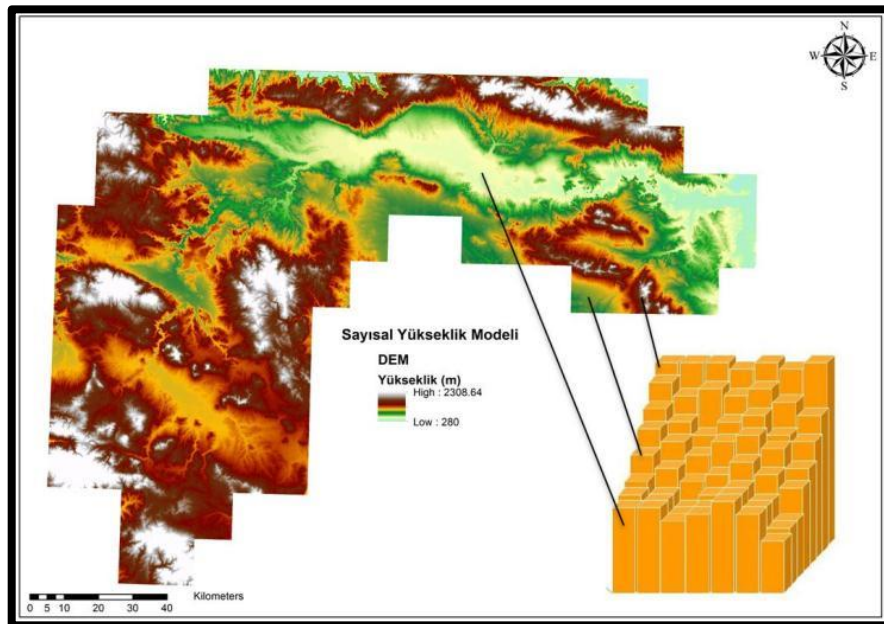 N
W E
S
Sayısal Yükseklik Modeli
DEM
Yükseklik (m)
High : 2308.64
Low : 280
Kilometers
0 5 10 20 30 40